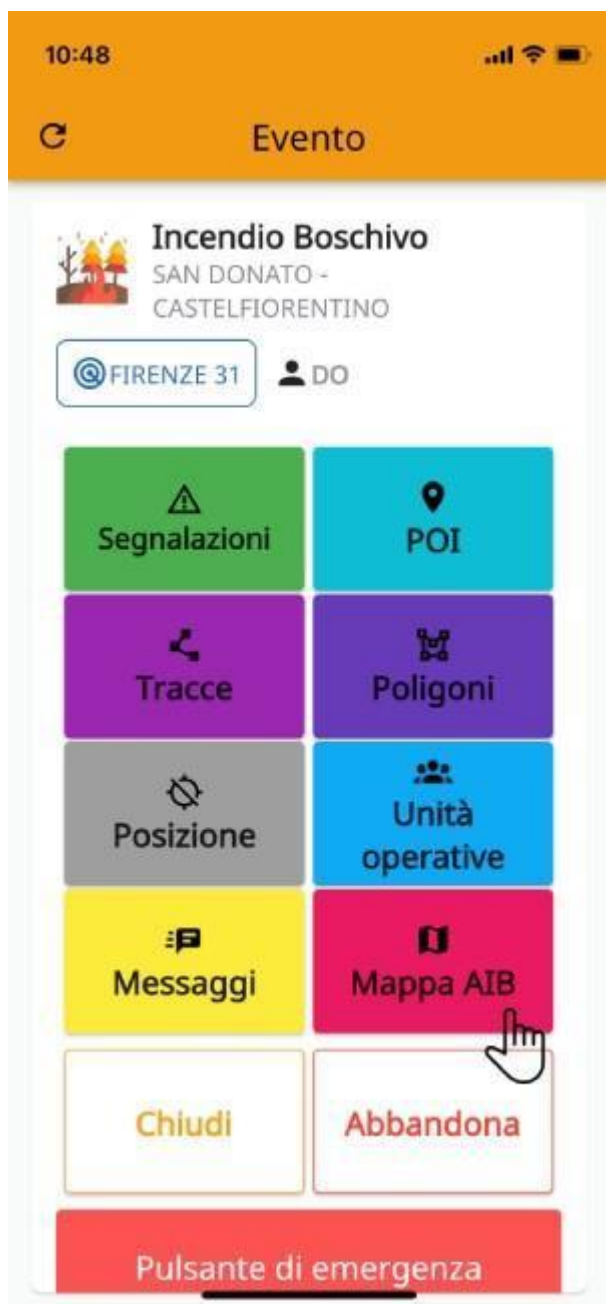 10:48
Evento
Incendio Boschivo
SAN DONATO -
CASTELFIORENTINO
FIRENZE 31 DO
Segnalazioni POI
Tracce Poligoni
Posizione Unità
operative
Messaggi Mappa AIB
Chiudi Abbandona
Pulsante di emergenza